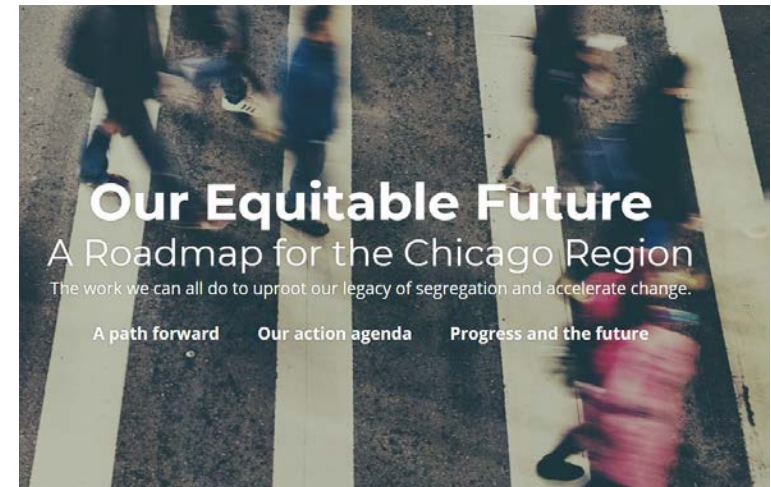 Our Equitable Future
A Roadmap for the Chicago Region
The work we can all do to uproot our legacy of segregation and accelerate change.
A path forward Our action agenda Progress and the future